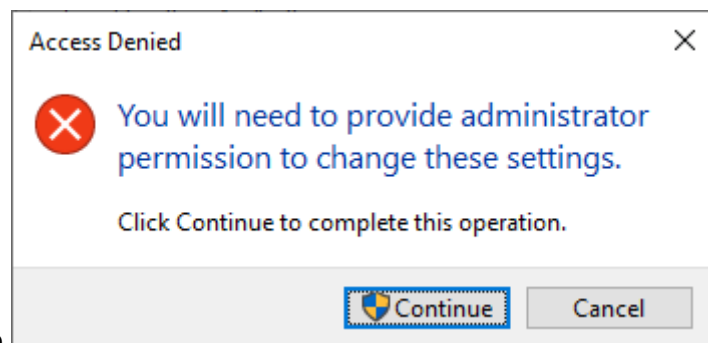 Access Denied
You will need to provide administrator
permission to change these settings.
Click Continue to complete this operation.
Continue
Cancel